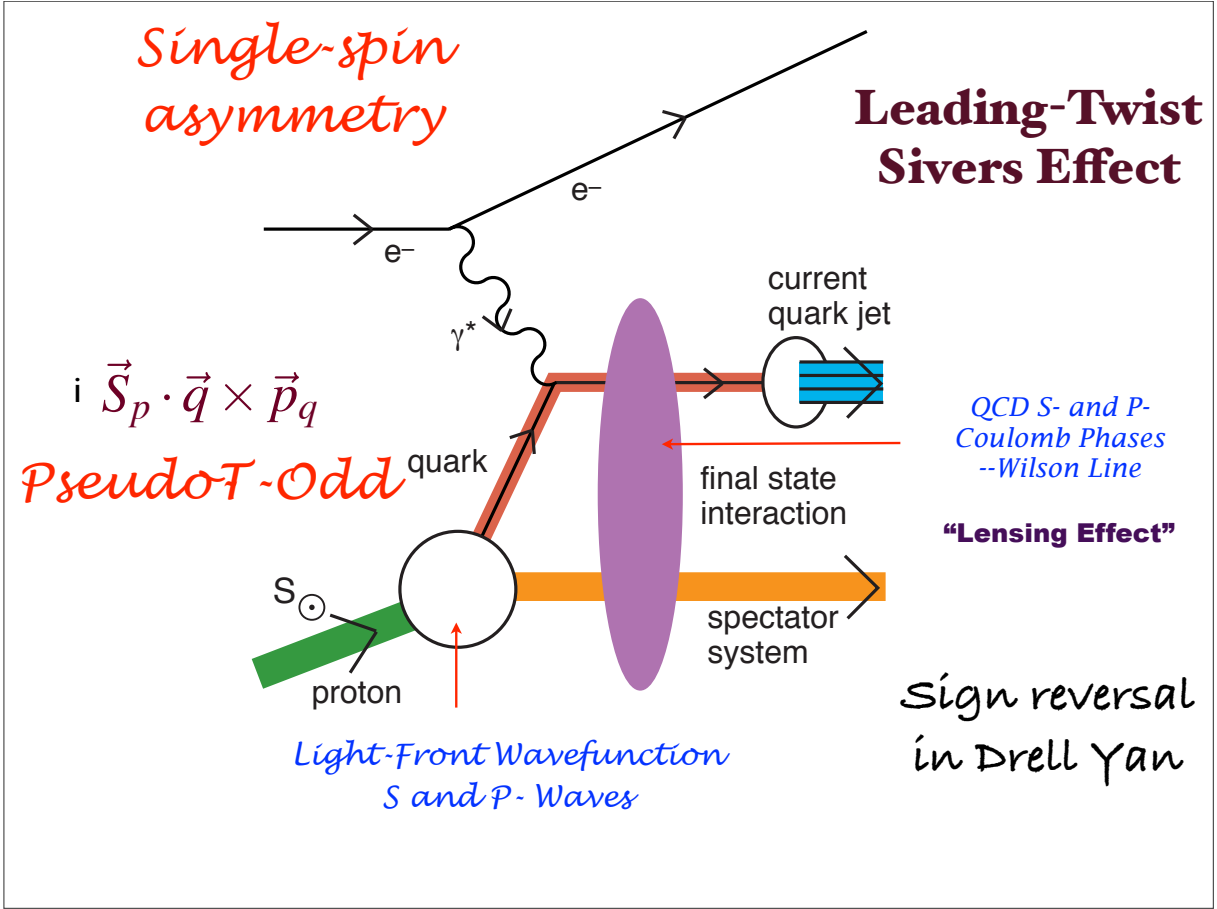 Single-spin
asymmetry
Leading-Twist
Sivers Effect
e–
e–
γ*
current
quark jet
i S⃗ₚ · q⃗ × p⃗_q
PseudoT-Odd
quark
final state
interaction
QCD S- and P-
Coulomb Phases
--Wilson Line
“Lensing Effect”
S⊙
proton
spectator
system
Light-Front Wavefunction
S and P- Waves
Sign reversal
in Drell Yan